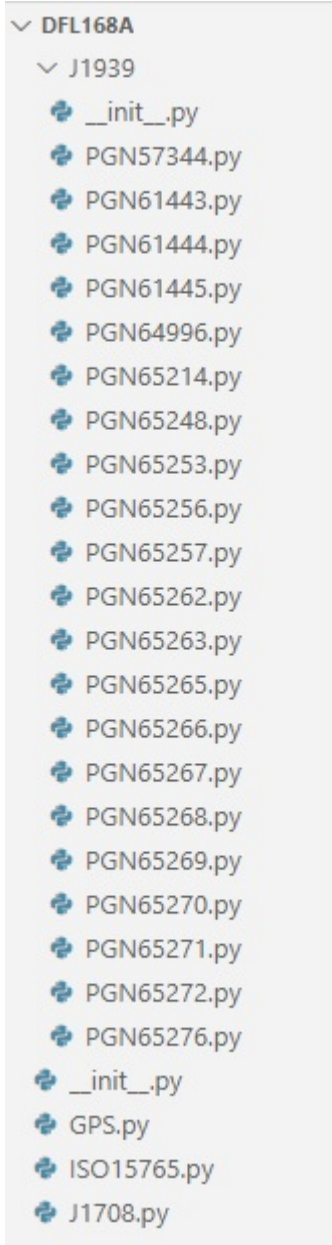 DFL168A
J1939
__init__.py
PGN57344.py
PGN61443.py
PGN61444.py
PGN61445.py
PGN64996.py
PGN65214.py
PGN65248.py
PGN65253.py
PGN65256.py
PGN65257.py
PGN65262.py
PGN65263.py
PGN65265.py
PGN65266.py
PGN65267.py
PGN65268.py
PGN65269.py
PGN65270.py
PGN65271.py
PGN65272.py
PGN65276.py
__init__.py
GPS.py
ISO15765.py
J1708.py